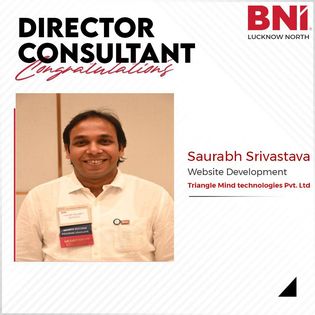 DIRECTOR
CONSULTANT
Congratulations
BNI®
LUCKNOW NORTH
Saurabh Srivastava
Website Development
Triangle Mind technologies Pvt. Ltd